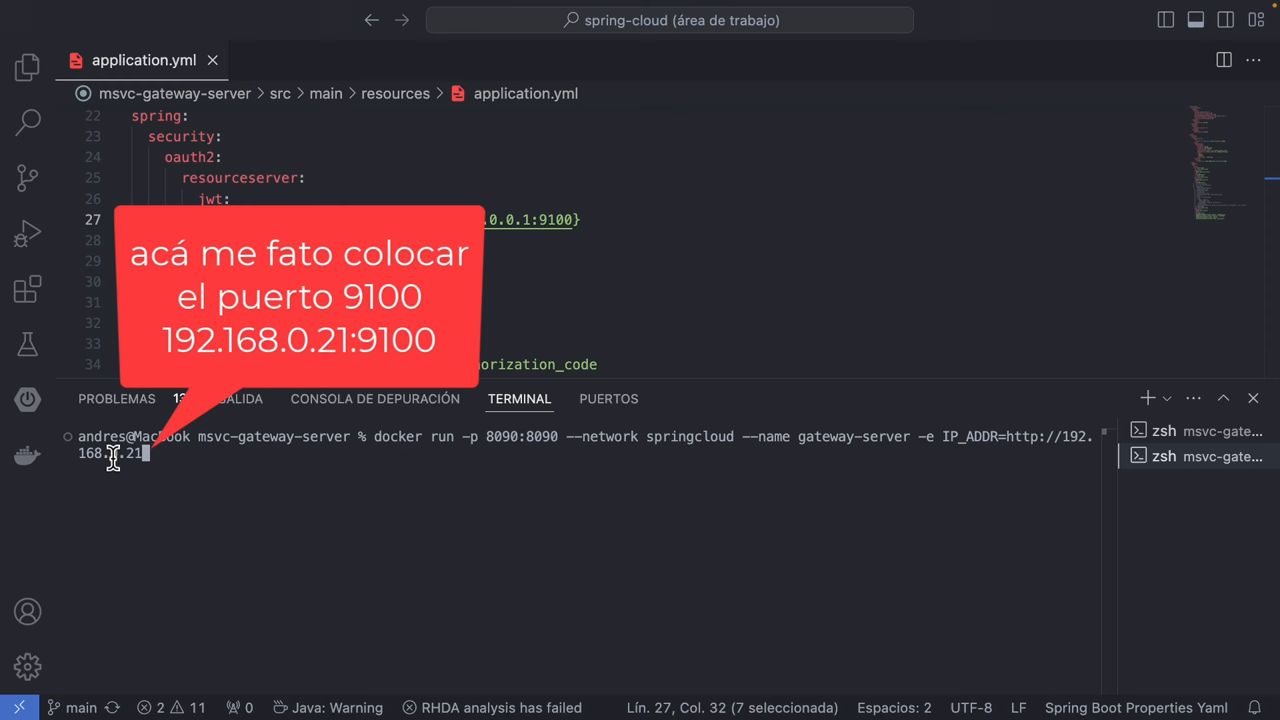 spring-cloud (área de trabajo)
application.yml
msvc-gateway-server > src > main > resources > application.yml
22 spring:
23 security:
24 oauth2:
25 resourceserver:
26 jwt:
27 .0.0.1:9100}
28
29
30
31
32
33
34 orization_code
acá me fato colocar
el puerto 9100
192.168.0.21:9100
PROBLEMAS 13 SALIDA CONSOLA DE DEPURACIÓN TERMINAL PUERTOS
andres@MacBook msvc-gateway-server % docker run -p 8090:8090 --network springcloud --name gateway-server -e IP_ADDR=http://192.
168. .21
zsh msvc-gate...
zsh msvc-gate...
main 2 11 0 Java: Warning RHDA analysis has failed Lín. 27, Col. 32 (7 seleccionada) Espacios: 2 UTF-8 LF Spring Boot Properties Yaml